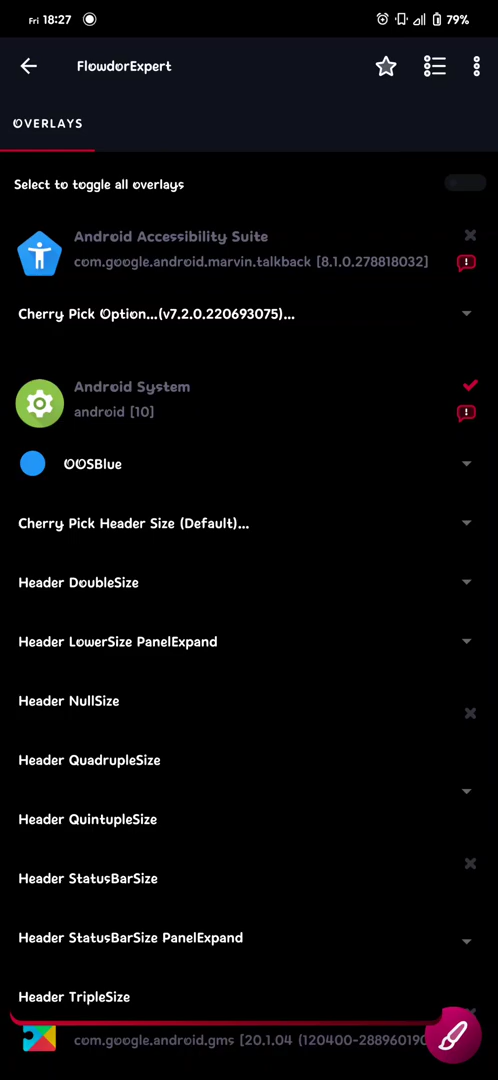 Fri 18:27
79%
FlowdorExpert
OVERLAYS
Select to toggle all overlays
Android Accessibility Suite
com.google.android.marvin.talkback [8.1.0.278818032]
Cherry Pick Option...(v7.2.0.220693075)...
Android System
android [10]
OOSBlue
Cherry Pick Header Size (Default)...
Header DoubleSize
Header LowerSize PanelExpand
Header NullSize
Header QuadrupleSize
Header QuintupleSize
Header StatusBarSize
Header StatusBarSize PanelExpand
Header TripleSize
com.google.android.gms [20.1.04 (120400-288960190